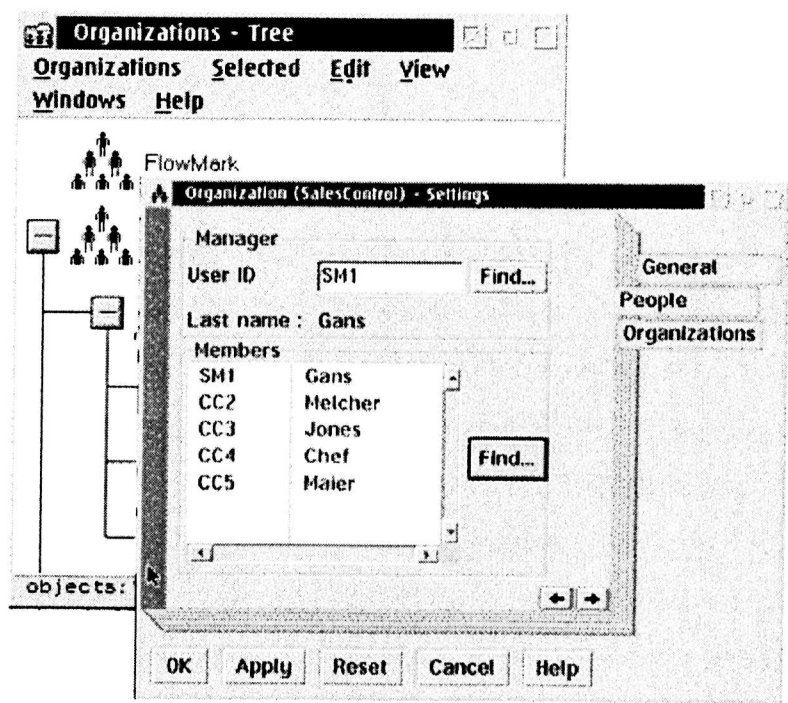 Organizations - Tree
Organizations Selected Edit View
Windows Help
FlowMark
Organization (SalesControl) - Settings
Manager
User ID SM1 Find...
Last name : Gans
Members
SM1 Gans
CC2 Melcher
CC3 Jones
CC4 Chef
CC5 Maier
Find...
General
People
Organizations
objects:
OK Apply Reset Cancel Help